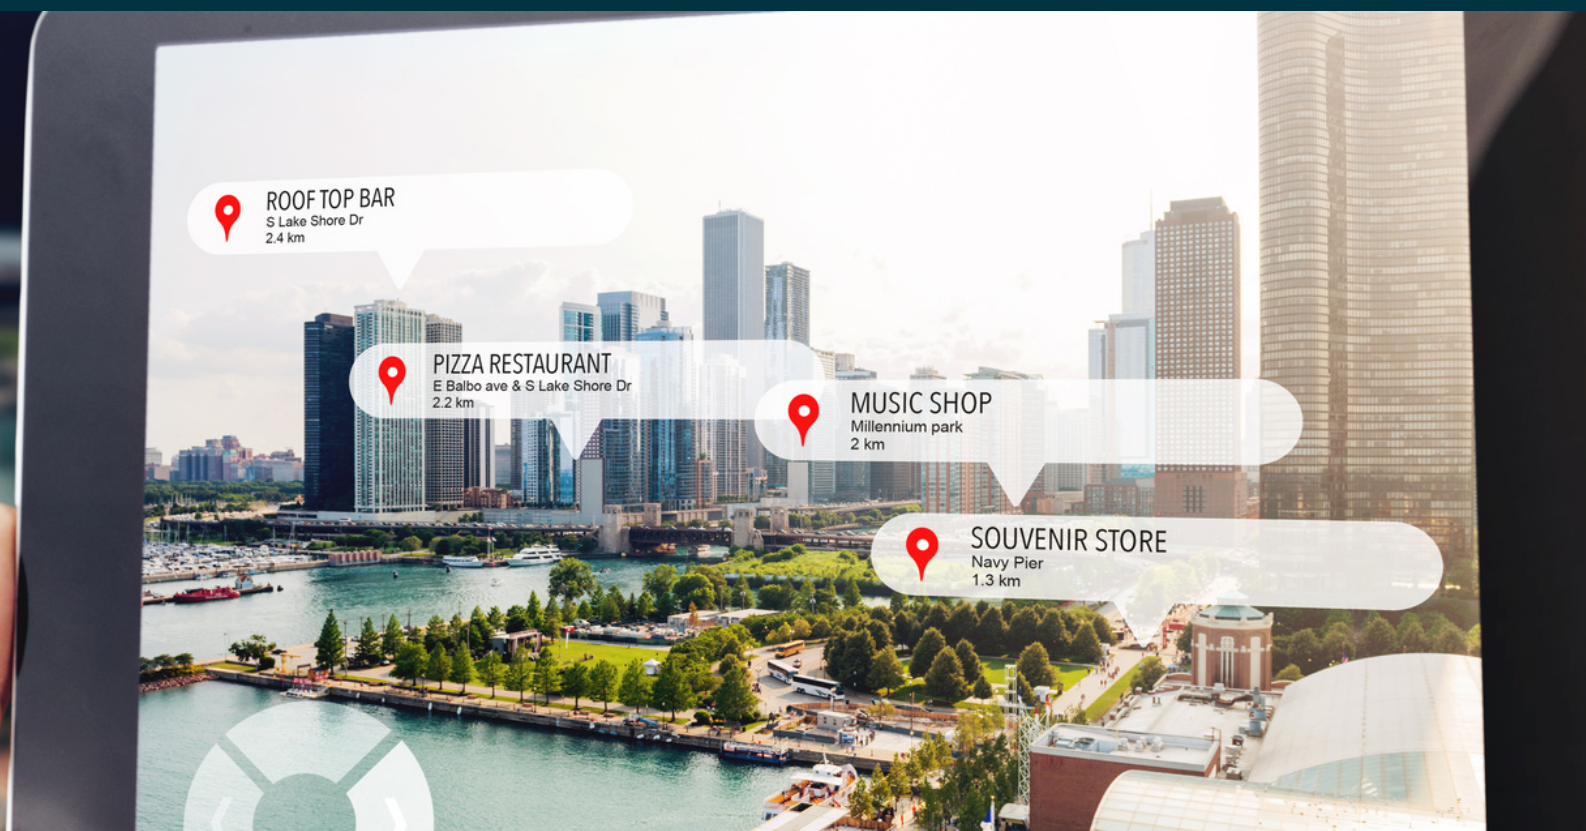 ROOF TOP BAR
S Lake Shore Dr
2.4 km
PIZZA RESTAURANT
E Balbo ave & S Lake Shore Dr
2.2 km
MUSIC SHOP
Millennium park
2 km
SOUVENIR STORE
Navy Pier
1.3 km